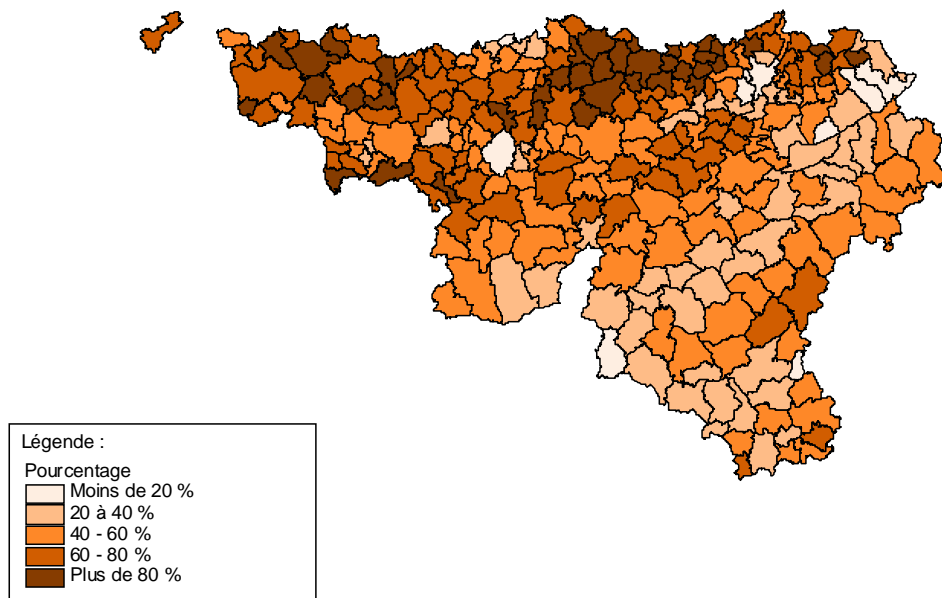 Légende :
Pourcentage
Moins de 20 %
20 à 40 %
40 - 60 %
60 - 80 %
Plus de 80 %